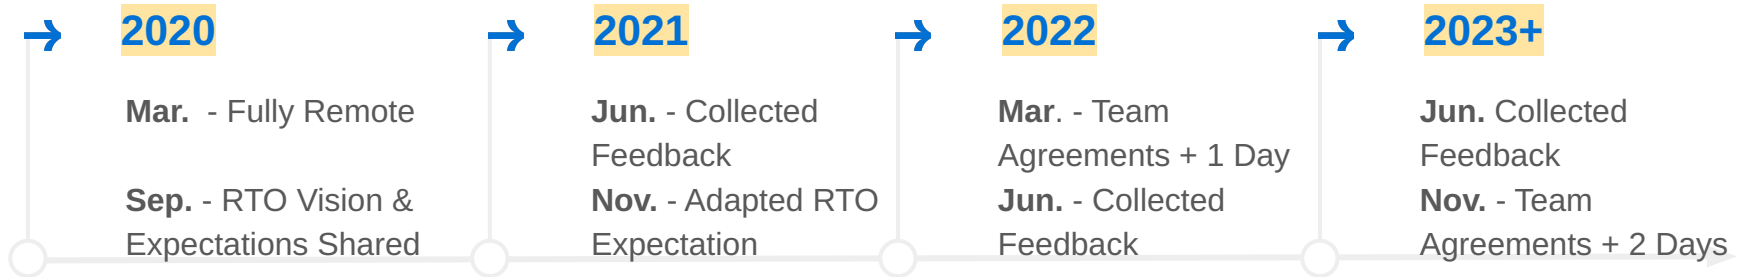 2020
Mar.  - Fully Remote
Sep. - RTO Vision &
Expectations Shared
2021
Jun. - Collected
Feedback
Nov. - Adapted RTO
Expectation
2022
Mar. - Team
Agreements + 1 Day
Jun. - Collected
Feedback
2023+
Jun. Collected
Feedback
Nov. - Team
Agreements + 2 Days